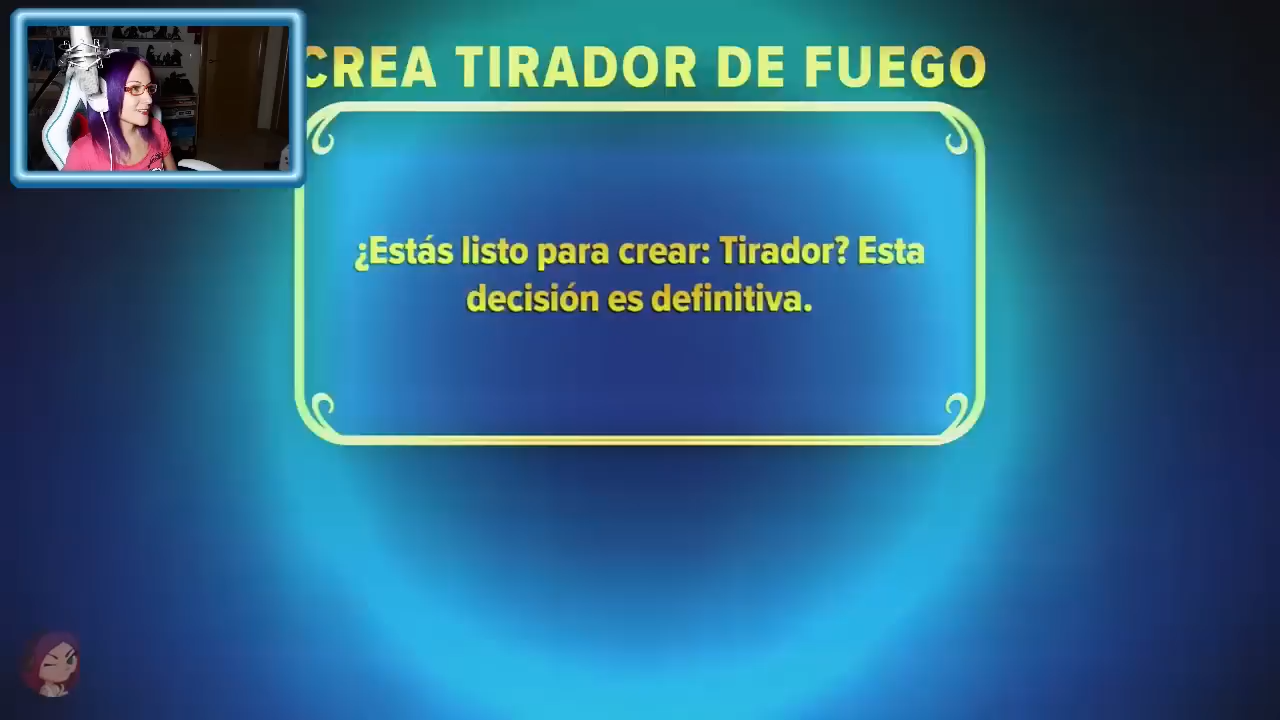 CREA TIRADOR DE FUEGO
¿Estás listo para crear: Tirador? Esta
decisión es definitiva.